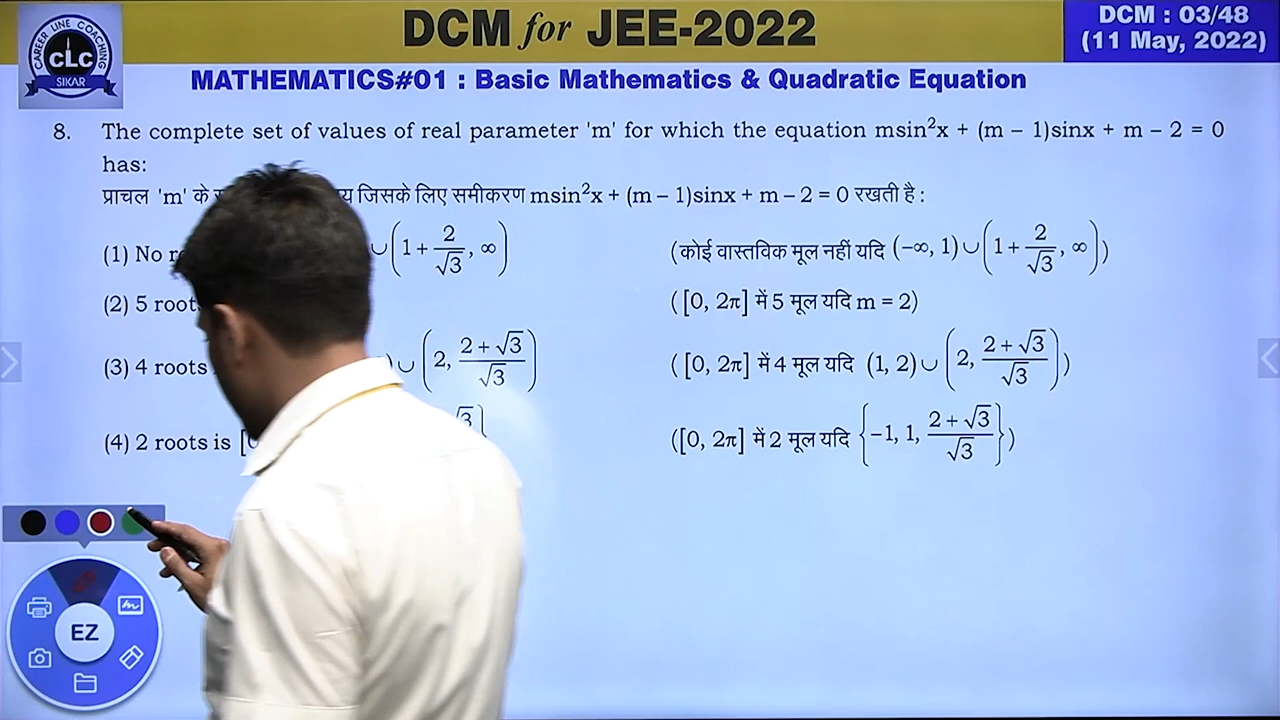 CAREER LINE COACHING
CLC
SIKAR
DCM for JEE-2022
DCM : 03/48
(11 May, 2022)
MATHEMATICS#01 : Basic Mathematics & Quadratic Equation
8. The complete set of values of real parameter 'm' for which the equation msin²x + (m – 1)sinx + m – 2 = 0
has:
प्राचल 'm' के जिसके लिए समीकरण msin²x + (m – 1)sinx + m – 2 = 0 रखती है :
(1) No ∪ (1 + 2/√3, ∞) (कोई वास्तविक मूल नहीं यदि (–∞, 1) ∪ (1 + 2/√3, ∞))
(2) 5 ( [0, 2π] में 5 मूल यदि m = 2)
(3) 4 roots ∪ (2, (2 + √3)/√3) ( [0, 2π] में 4 मूल यदि (1, 2) ∪ (2, (2 + √3)/√3))
(4) 2 roots is ([0, 2π] में 2 मूल यदि {–1, 1, (2 + √3)/√3})
EZ